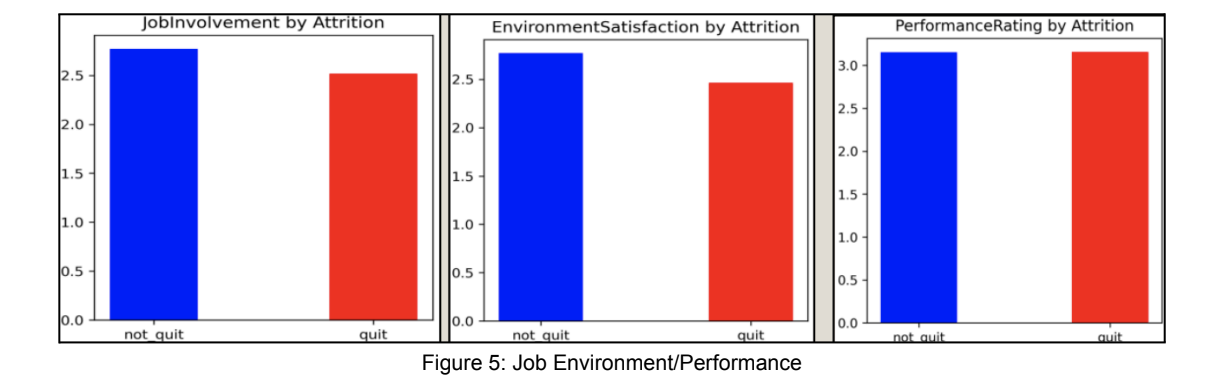 JobInvolvement by Attrition
2.5
2.0
1.5
1.0
0.5
0.0
not_quit quit
EnvironmentSatisfaction by Attrition
2.5
2.0
1.5
1.0
0.5
0.0
not_quit quit
PerformanceRating by Attrition
3.0
2.5
2.0
1.5
1.0
0.5
0.0
not_quit quit
Figure 5: Job Environment/Performance